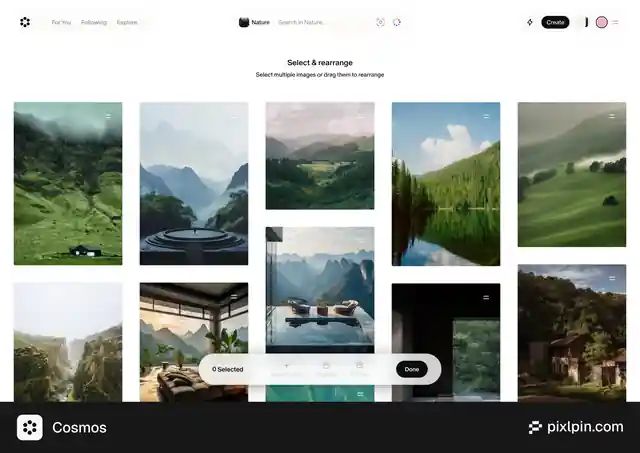 For You Following Explore
Nature Search in Nature...
Create
Select & rearrange
Select multiple images or drag them to rearrange
0 Selected
Done
Cosmos
pixlpin.com